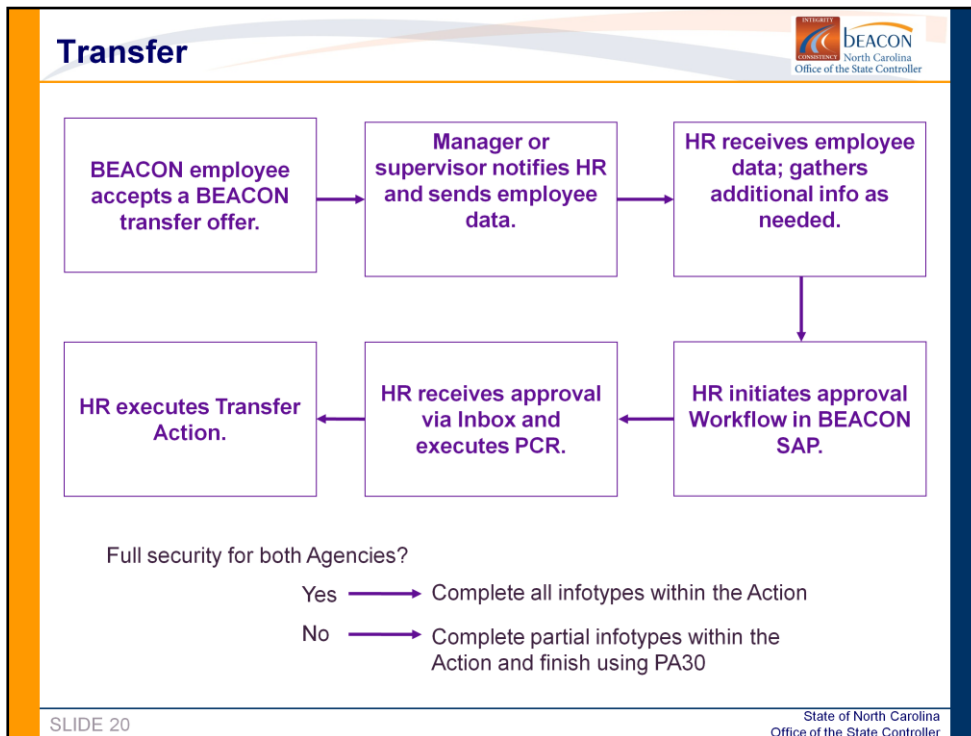 Transfer
INTEGRITY
CONSISTENCY
bEACON
North Carolina
Office of the State Controller
BEACON employee
accepts a BEACON
transfer offer.
Manager or
supervisor notifies HR
and sends employee
data.
HR receives employee
data; gathers
additional info as
needed.
HR executes Transfer
Action.
HR receives approval
via Inbox and
executes PCR.
HR initiates approval
Workflow in BEACON
SAP.
Full security for both Agencies?
Yes
Complete all infotypes within the Action
No
Complete partial infotypes within the
Action and finish using PA30
SLIDE 20
State of North Carolina
Office of the State Controller